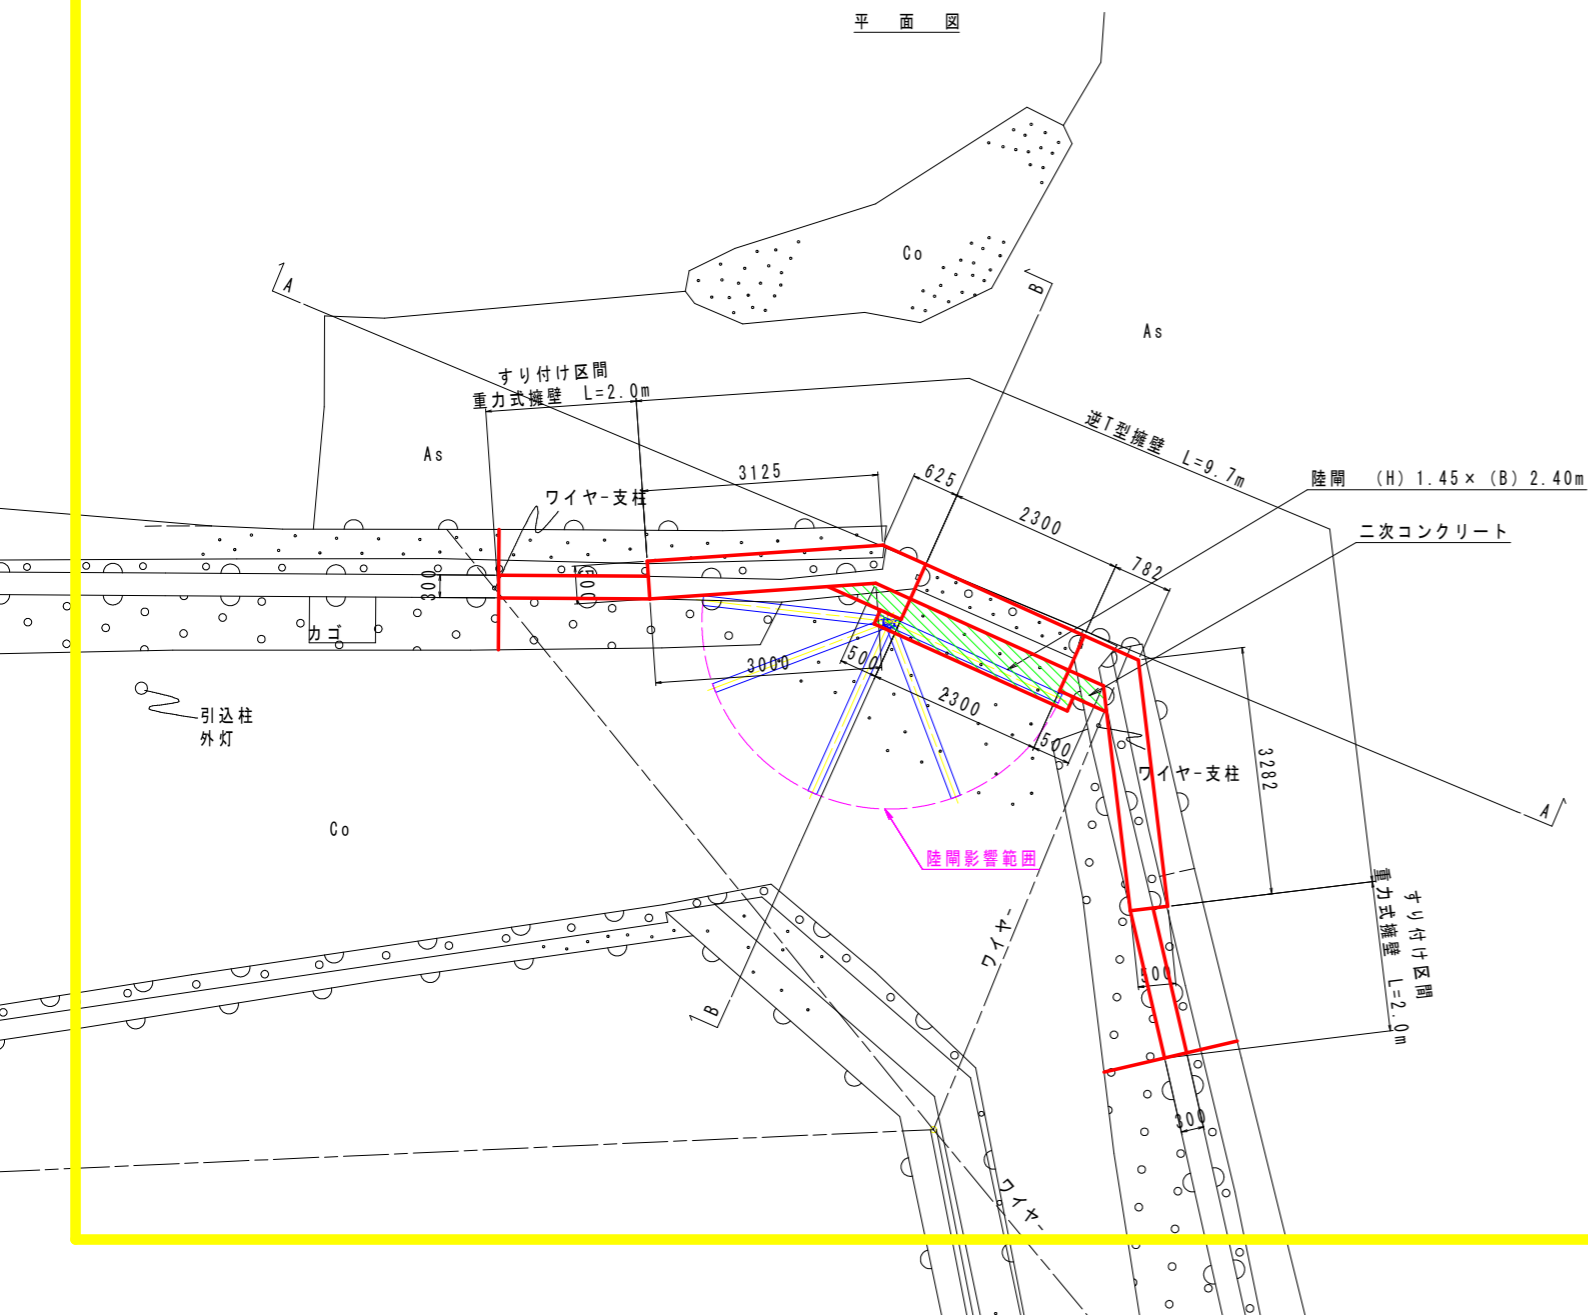 平 面 図
Co
B
A
As
すり付け区間
重力式擁壁 L=2.0m
逆T型擁壁 L=9.7m
As
3125
625
陸閘 (H) 1.45× (B) 2.40m
ワイヤー支柱
2300
二次コンクリート
782
300
500
カゴ
3000
500
2300
500
引込柱
外灯
ワイヤー支柱
3282
A
Co
陸閘影響範囲
すり付け区間
重力式擁壁 L=2.0m
ワイヤー
500
B
300
ワイヤー